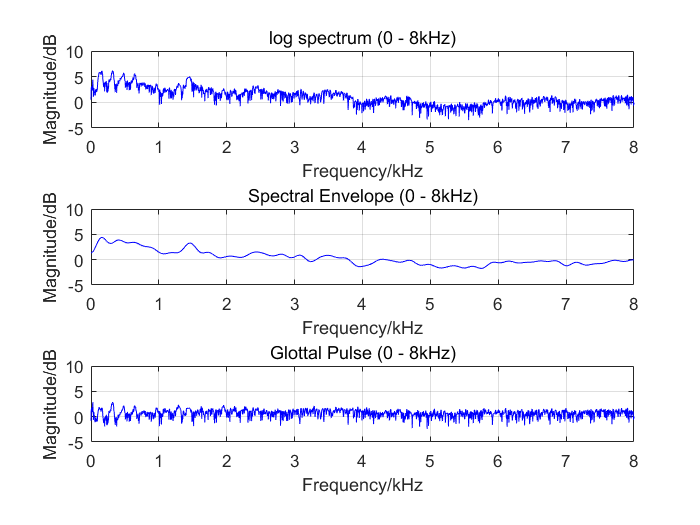 log spectrum (0 - 8kHz)
Magnitude/dB
10
5
0
-5
0 1 2 3 4 5 6 7 8
Frequency/kHz
Spectral Envelope (0 - 8kHz)
Magnitude/dB
10
5
0
-5
0 1 2 3 4 5 6 7 8
Frequency/kHz
Glottal Pulse (0 - 8kHz)
Magnitude/dB
10
5
0
-5
0 1 2 3 4 5 6 7 8
Frequency/kHz